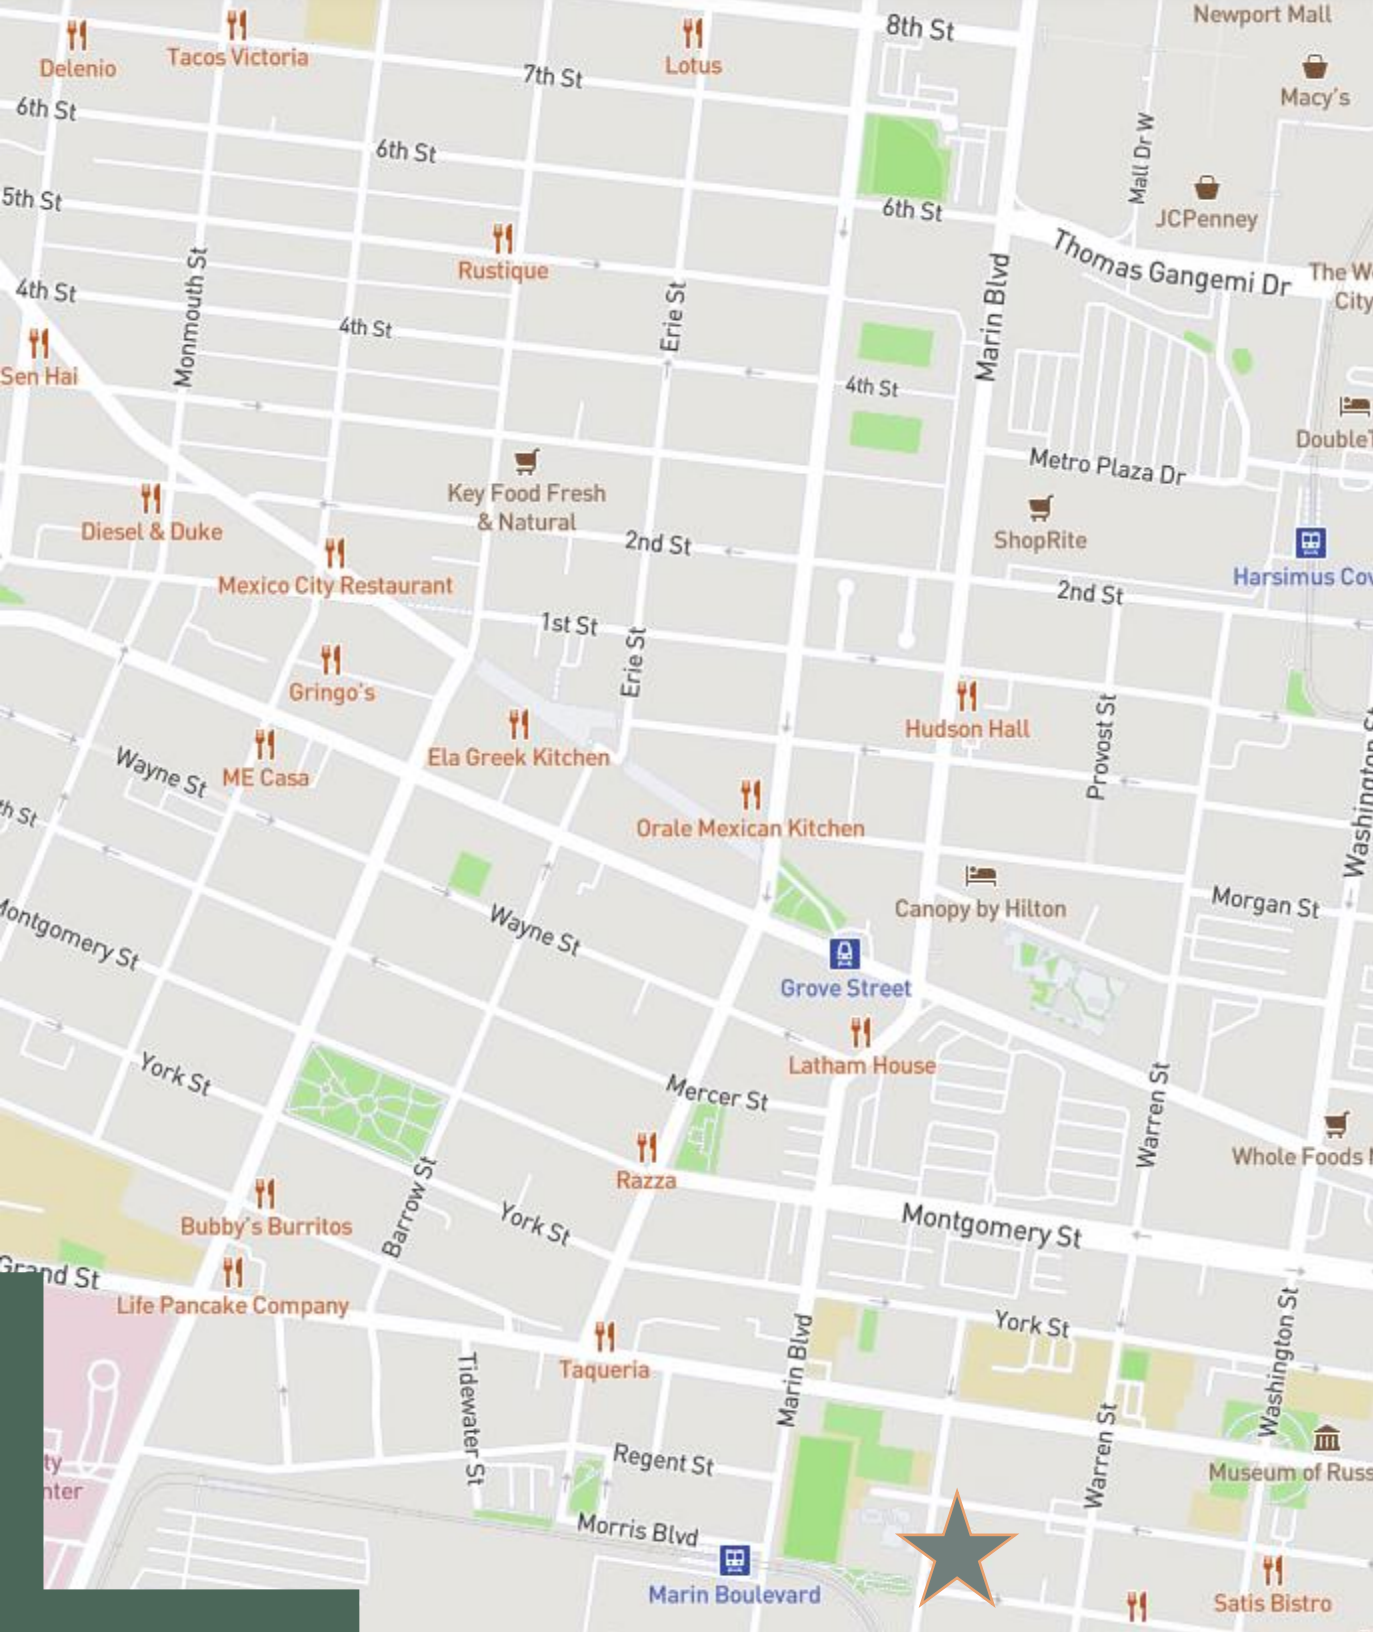 Newport Mall
8th St
Delenio
Tacos Victoria
Lotus
7th St
Macy's
6th St
6th St
Mall Dr W
5th St
6th St
JCPenney
Rustique
Thomas Gangemi Dr
Monmouth St
Marin Blvd
4th St
Erie St
4th St
Sen Hai
4th St
Metro Plaza Dr
Key Food Fresh
& Natural
Diesel & Duke
ShopRite
2nd St
Mexico City Restaurant
2nd St
1st St
Erie St
Gringo's
Hudson Hall
Provost St
Ela Greek Kitchen
Wayne St
ME Casa
Washington St
Orale Mexican Kitchen
Canopy by Hilton
Morgan St
Wayne St
Montgomery St
Grove Street
York St
Latham House
Mercer St
Warren St
Whole Foods
Razza
Barrow St
Bubby's Burritos
York St
Montgomery St
Grand St
Life Pancake Company
York St
Taqueria
Marin Blvd
Washington St
Tidewater St
Warren St
Regent St
Museum of Russ
Morris Blvd
Marin Boulevard
Satis Bistro